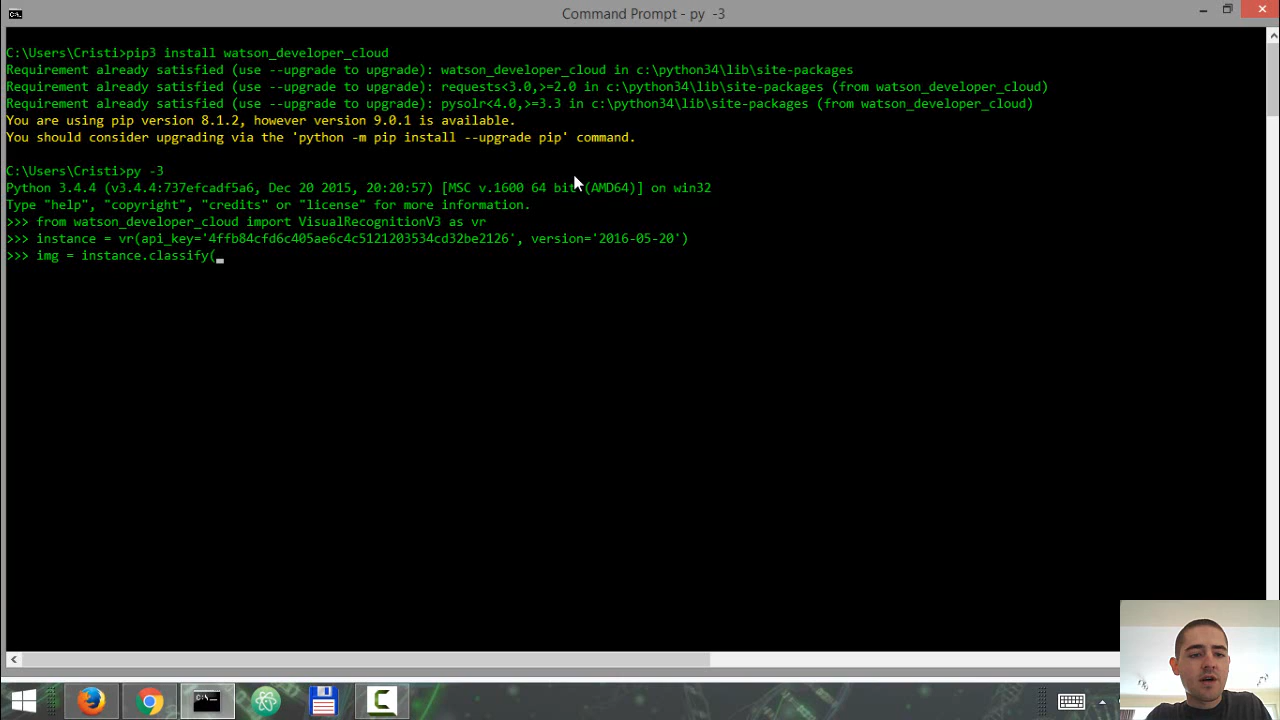 Command Prompt - py -3
C:\Users\Cristi>pip3 install watson_developer_cloud
Requirement already satisfied (use --upgrade to upgrade): watson_developer_cloud in c:\python34\lib\site-packages
Requirement already satisfied (use --upgrade to upgrade): requests<3.0,>=2.0 in c:\python34\lib\site-packages (from watson_developer_cloud)
Requirement already satisfied (use --upgrade to upgrade): pysolr<4.0,>=3.3 in c:\python34\lib\site-packages (from watson_developer_cloud)
You are using pip version 8.1.2, however version 9.0.1 is available.
You should consider upgrading via the 'python -m pip install --upgrade pip' command.
C:\Users\Cristi>py -3
Python 3.4.4 (v3.4.4:737efcadf5a6, Dec 20 2015, 20:20:57) [MSC v.1600 64 bit (AMD64)] on win32
Type "help", "copyright", "credits" or "license" for more information.
>>> from watson_developer_cloud import VisualRecognitionV3 as vr
>>> instance = vr(api_key='4ffb84cfd6c405ae6c4c5121203534cd32be2126', version='2016-05-20')
>>> img = instance.classify(